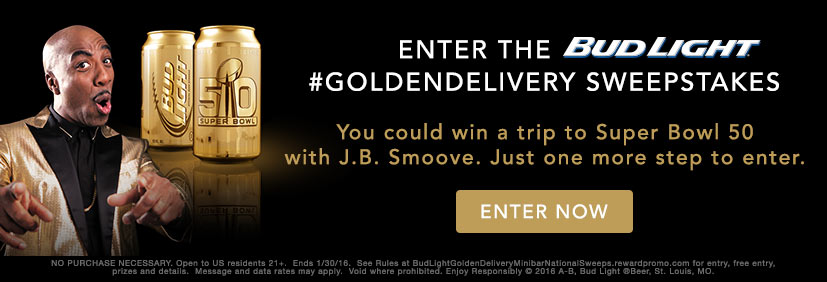 ENTER THE BUD LIGHT
#GOLDENDELIVERY SWEEPSTAKES
You could win a trip to Super Bowl 50
with J.B. Smoove. Just one more step to enter.
ENTER NOW
BUD LIGHT
50
SUPER BOWL
NO PURCHASE NECESSARY. Open to US residents 21+. Ends 1/30/16. See Rules at BudLightGoldenDeliveryMinibarNationalSweeps.rewardpromo.com for entry, free entry,
prizes and details. Message and data rates may apply. Void where prohibited. Enjoy Responsibly © 2016 A-B, Bud Light ®Beer, St. Louis, MO.